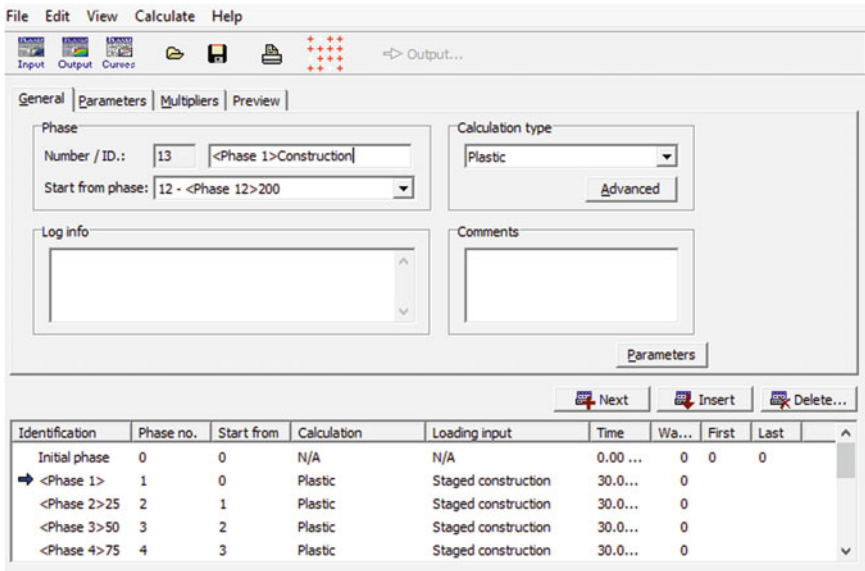 File Edit View Calculate Help
Input Output Curves Output...
General Parameters Multipliers Preview
Phase Calculation type
Number / ID.: 13 <Phase 1>Construction Plastic
Start from phase: 12 - <Phase 12>200 Advanced
Log info Comments
Parameters
Next Insert Delete...
Identification Phase no. Start from Calculation Loading input Time Wa... First Last
Initial phase 0 0 N/A N/A 0.00 ... 0 0 0
<Phase 1> 1 0 Plastic Staged construction 30.0... 0
<Phase 2>25 2 1 Plastic Staged construction 30.0... 0
<Phase 3>50 3 2 Plastic Staged construction 30.0... 0
<Phase 4>75 4 3 Plastic Staged construction 30.0... 0